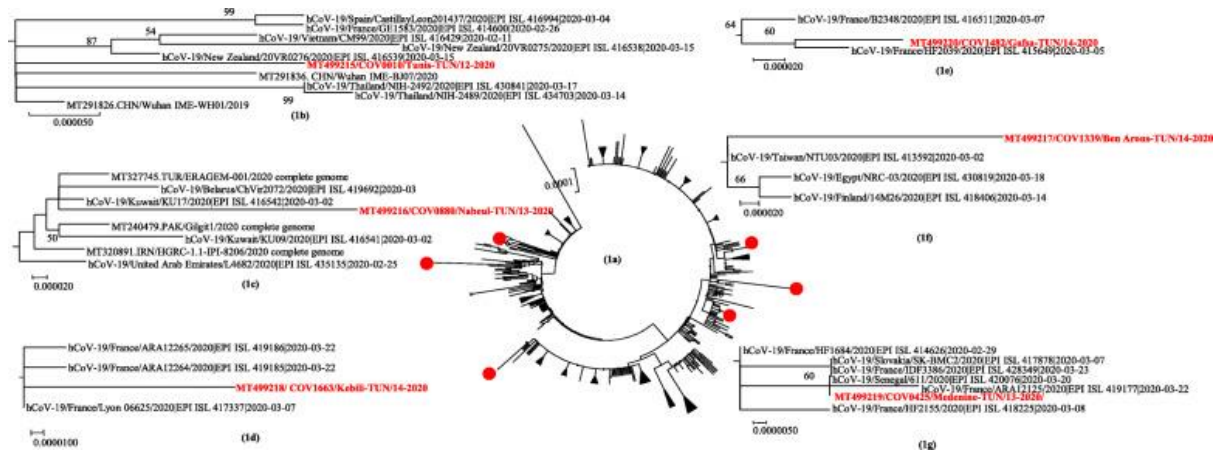 99
hCoV-19/Spain/CastillayLeon201437/2020|EPI ISL 416994|2020-03-04
hCoV-19/France/GE1583/2020|EPI ISL 414600|2020-02-26
54
hCoV-19/Vietnam/CM99/2020|EPI ISL 416429|2020-02-11
87
hCoV-19/New Zealand/20VR0275/2020|EPI ISL 416538|2020-03-15
hCoV-19/New Zealand/20VR0276/2020|EPI ISL 416539|2020-03-15
MT499215/COV0010/Tunis-TUN/12-2020
MT291836. CHN/Wuhan IME-BJ07/2020
hCoV-19/Thailand/NIH-2492/2020|EPI ISL 430841|2020-03-17
99
hCoV-19/Thailand/NIH-2489/2020|EPI ISL 434703|2020-03-14
MT291826.CHN/Wuhan IME-WH01/2019
0.000050
(1b)
64
hCoV-19/France/B2348/2020|EPI ISL 416511|2020-03-07
60
MT499220/COV1482/Gafsa-TUN/14-2020
hCoV-19/France/HF2039/2020|EPI ISL 415649|2020-03-05
0.000020
(1e)
MT327745.TUR/ERAGEM-001/2020 complete genome
hCoV-19/Belarus/ChVir2072/2020|EPI ISL 419692|2020-03
hCoV-19/Kuwait/KU17/2020|EPI ISL 416542|2020-03-02
MT499216/COV0880/Nabeul-TUN/13-2020
MT240479.PAK/Gilgit1/2020 complete genome
50
hCoV-19/Kuwait/KU09/2020|EPI ISL 416541|2020-03-02
MT320891.IRN/HGRC-1.1-IPI-8206/2020 complete genome
hCoV-19/United Arab Emirates/L4682/2020|EPI ISL 435135|2020-02-25
0.000020
(1c)
0.0001
(1a)
MT499217/COV1339/Ben Arous-TUN/14-2020
hCoV-19/Taiwan/NTU03/2020|EPI ISL 413592|2020-03-02
66
hCoV-19/Egypt/NRC-03/2020|EPI ISL 430819|2020-03-18
hCoV-19/Finland/14M26/2020|EPI ISL 418406|2020-03-14
0.000020
(1f)
hCoV-19/France/ARA12265/2020|EPI ISL 419186|2020-03-22
hCoV-19/France/ARA12264/2020|EPI ISL 419185|2020-03-22
MT499218/ COV1663/Kebili-TUN/14-2020
hCoV-19/France/Lyon 06625/2020|EPI ISL 417337|2020-03-07
0.0000100
(1d)
hCoV-19/France/HF1684/2020|EPI ISL 414626|2020-02-29
hCoV-19/Slovakia/SK-BMC2/2020|EPI ISL 417878|2020-03-07
hCoV-19/France/IDF3386/2020|EPI ISL 428349|2020-03-23
60
hCoV-19/Senegal/611/2020|EPI ISL 420076|2020-03-20
hCoV-19/France/ARA12125/2020|EPI ISL 419177|2020-03-22
MT499219/COV0425/Medenine-TUN/13-2020/
hCoV-19/France/HF2155/2020|EPI ISL 418225|2020-03-08
0.0000050
(1g)